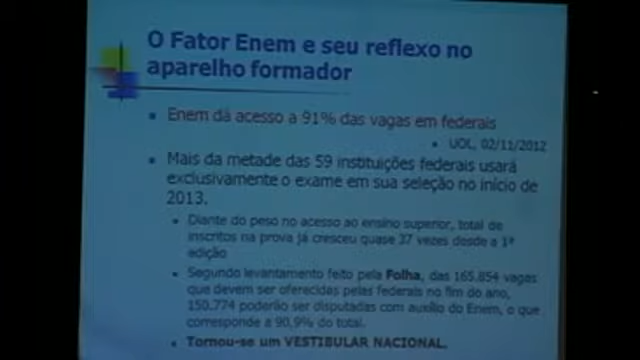 O Fator Enem e seu reflexo no
aparelho formador
Enem dá acesso a 91% das vagas em federais
UOL, 02/11/2012
Mais da metade das 59 instituições federais usará
exclusivamente o exame em sua seleção no início de
2013.
Diante do peso no acesso ao ensino superior, total de
inscritos na prova já cresceu quase 37 vezes desde a 1ª
edição
Segundo levantamento feito pela Folha, das 165.854 vagas
que devem ser oferecidas pelas federais no fim do ano,
150.774 poderão ser disputadas com auxílio do Enem, o que
corresponde a 90,9% do total.
Tornou-se um VESTIBULAR NACIONAL.